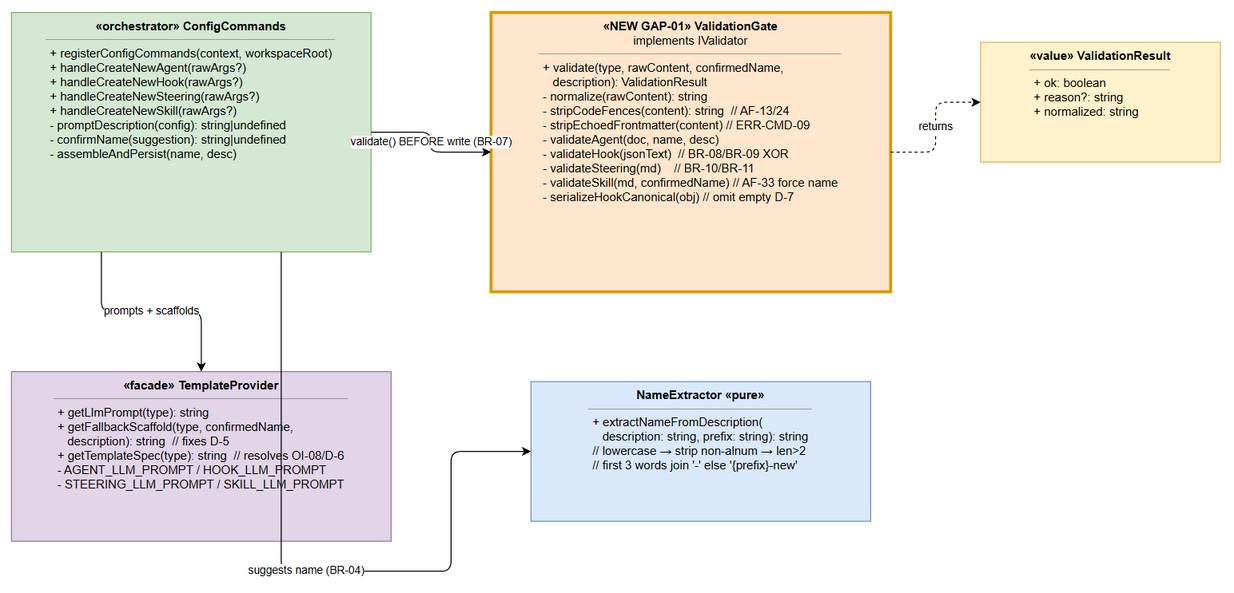 «orchestrator» ConfigCommands
+ registerConfigCommands(context, workspaceRoot)
+ handleCreateNewAgent(rawArgs?)
+ handleCreateNewHook(rawArgs?)
+ handleCreateNewSteering(rawArgs?)
+ handleCreateNewSkill(rawArgs?)
- promptDescription(config): string|undefined
- confirmName(suggestion): string|undefined
- assembleAndPersist(name, desc)
validate() BEFORE write (BR-07)
«NEW GAP-01» ValidationGate
implements IValidator
+ validate(type, rawContent, confirmedName,
description): ValidationResult
- normalize(rawContent): string
- stripCodeFences(content): string // AF-13/24
- stripEchoedFrontmatter(content) // ERR-CMD-09
- validateAgent(doc, name, desc)
- validateHook(jsonText) // BR-08/BR-09 XOR
- validateSteering(md) // BR-10/BR-11
- validateSkill(md, confirmedName) // AF-33 force name
- serializeHookCanonical(obj) // omit empty D-7
returns
«value» ValidationResult
+ ok: boolean
+ reason?: string
+ normalized: string
prompts + scaffolds
«facade» TemplateProvider
+ getLlmPrompt(type): string
+ getFallbackScaffold(type, confirmedName,
description): string // fixes D-5
+ getTemplateSpec(type): string // resolves OI-08/D-6
- AGENT_LLM_PROMPT / HOOK_LLM_PROMPT
- STEERING_LLM_PROMPT / SKILL_LLM_PROMPT
suggests name (BR-04)
NameExtractor «pure»
+ extractNameFromDescription(
description: string, prefix: string): string
// lowercase → strip non-alnum → len>2
// first 3 words join '-' else '{prefix}-new'